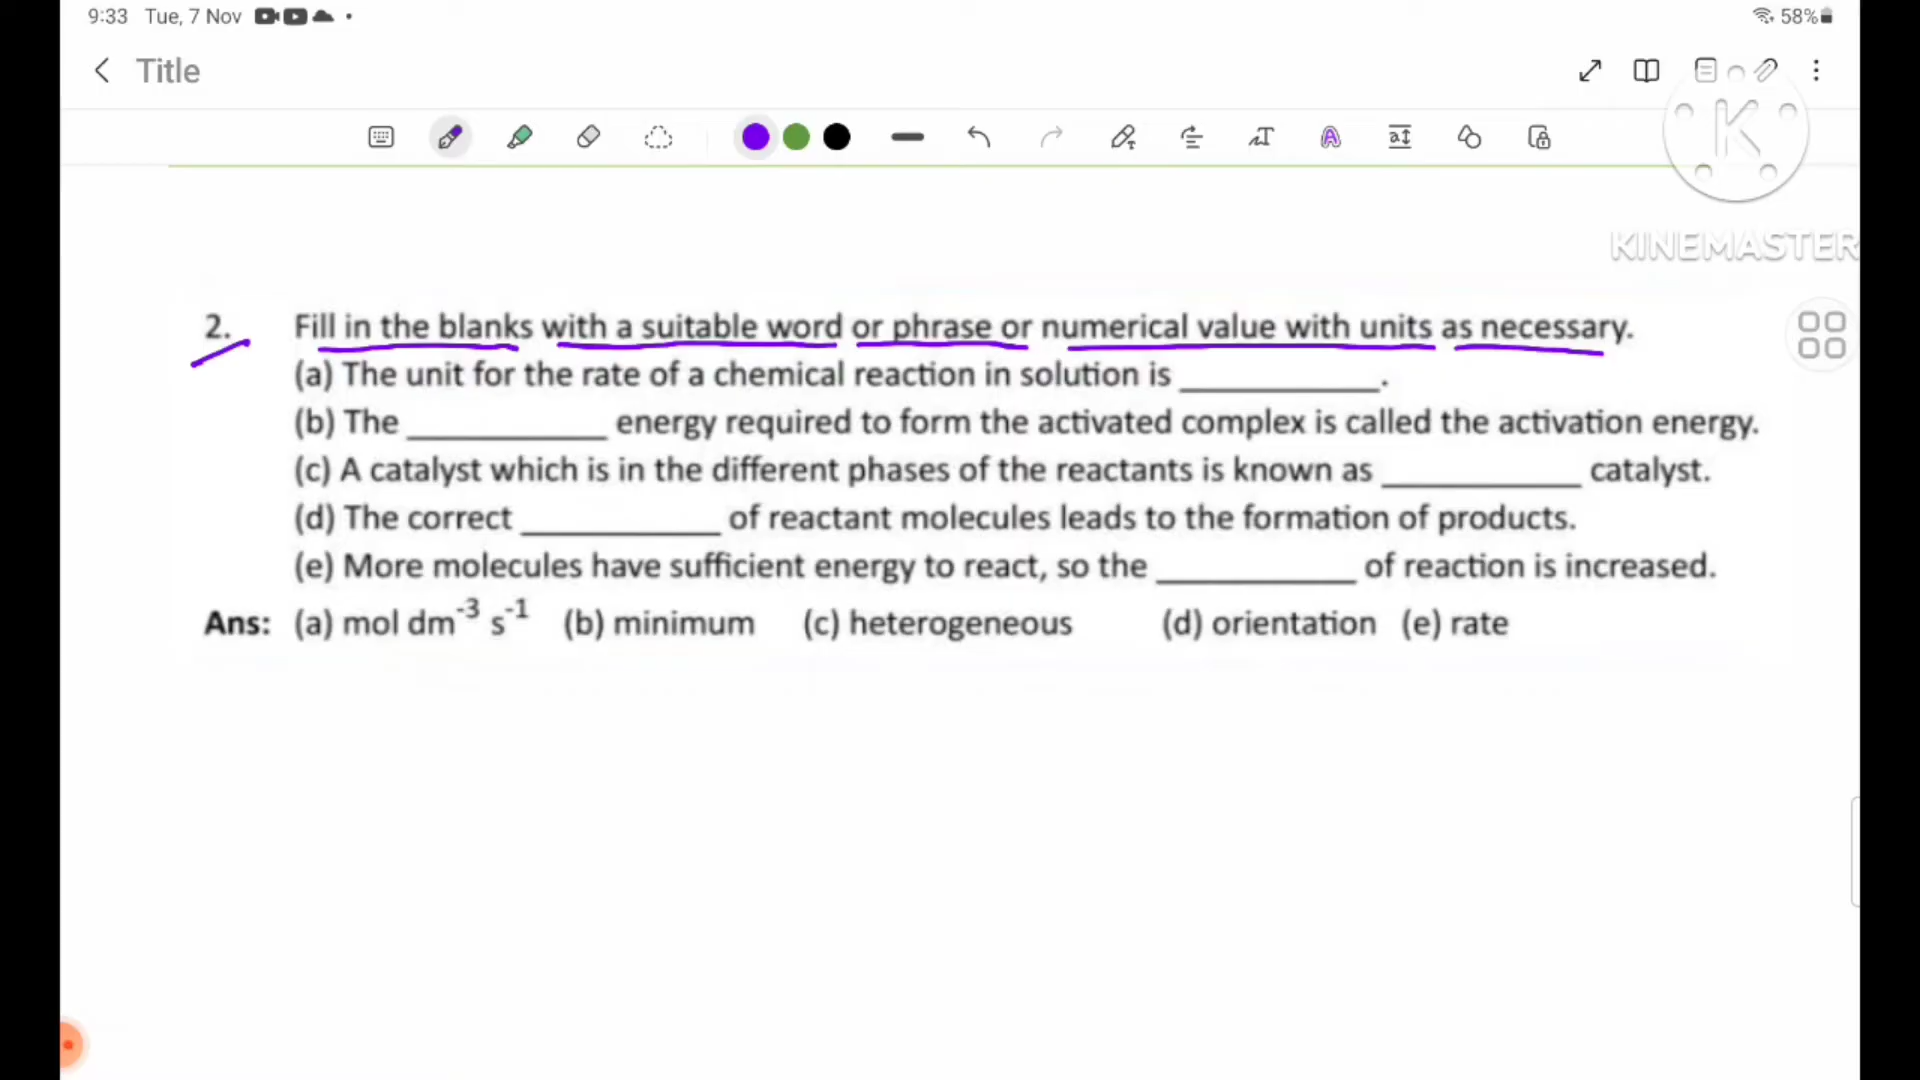 9:33 Tue, 7 Nov 58%
Title
K
KINEMASTER
2. Fill in the blanks with a suitable word or phrase or numerical value with units as necessary.
(a) The unit for the rate of a chemical reaction in solution is ____________.
(b) The ____________ energy required to form the activated complex is called the activation energy.
(c) A catalyst which is in the different phases of the reactants is known as ____________ catalyst.
(d) The correct ____________ of reactant molecules leads to the formation of products.
(e) More molecules have sufficient energy to react, so the ____________ of reaction is increased.
Ans: (a) mol dm⁻³ s⁻¹ (b) minimum (c) heterogeneous (d) orientation (e) rate